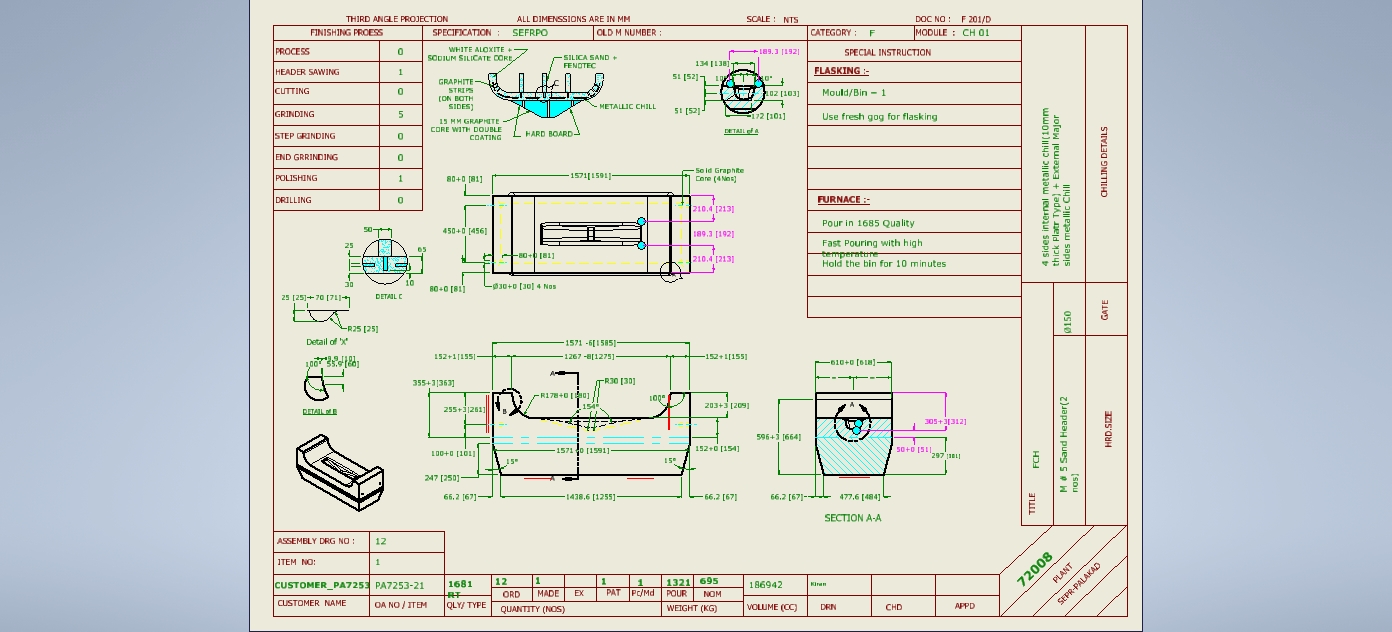 THIRD ANGLE PROJECTION
ALL DIMENSSIONS ARE IN MM
SCALE : NTS
DOC NO : F 201/D
FINISHING PROESS
SPECIFICATION : SEFRPO
OLD M NUMBER :
CATEGORY : F
MODULE : CH 01
PROCESS 0
HEADER SAWING 1
CUTTING 0
GRINDING 5
STEP GRINDING 0
END GRRINDING 0
POLISHING 1
DRILLING 0
WHITE ALOXITE +
SODIUM SILICATE CORE
SILICA SAND +
FENOTEC
GRAPHITE
STRIPS
(ON BOTH
SIDES)
METALLIC CHILL
15 MM GRAPHITE
CORE WITH DOUBLE
COATING
HARD BOARD
C
189.3 [192]
134 [138]
51 [52]
102 [103]
51 [52]
172 [101]
DETAIL of A
SPECIAL INSTRUCTION
FLASKING :-
Mould/Bin - 1
Use fresh gog for flasking
FURNACE :-
Pour in 1685 Quality
Fast Pouring with high
temperature
Hold the bin for 10 minutes
80+0 [81]
1571[1591]
Solid Graphite
Core (4Nos)
210.4 [213]
450+0 [456]
189.3 [192]
80+0 [81]
210.4 [213]
80+0 [81]
Ø30+0 [30] 4 Nos
50
25
65
30
10
DETAIL C
25 [25]
70 [71]
R25 [25]
Detail of "X"
9.9 [10]
100°
55.9 [60]
DETAIL of B
1571 -6[1585]
152+1[155]
1267 -8[1275]
152+1[155]
355+3[363]
A
R30 [30]
R178+0 [180]
100°
154°
255+3[261]
B
203+3 [209]
100+0 [101]
1571+0 [1591]
152+0 [154]
15°
15°
247 [250]
A
66.2 [67]
1438.6 [1255]
66.2 [67]
610+0 [618]
A
305+3[312]
596+3 [664]
50+0 [51]
297 [301]
66.2 [67]
477.6 [484]
SECTION A-A
4 sides internal metallic chill(10mm
thick Platr Type) + External Major
sides metallic Chill
CHILLING DETAILS
Ø150
GATE
TITLE
FCH
M # 5 Sand Header(2
nos)
HRD.SIZE
ASSEMBLY DRG NO : 12
ITEM NO: 1
CUSTOMER_PA7253
PA7253-21
1681
RT
12
1
1
1
1321
695
186942
Kiran
ORD
MADE
EX
PAT
Pc/Md
POUR
NOM
CUSTOMER NAME
OA NO / ITEM
QLY/ TYPE
QUANTITY (NOS)
WEIGHT (KG)
VOLUME (CC)
DRN
CHD
APPD
72008
PLANT
SEPR-PALAKAD